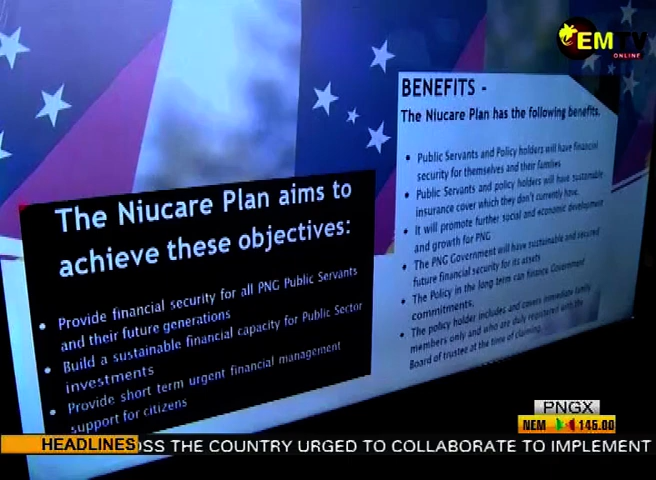 EMTV
ONLINE
The Niucare Plan aims to
achieve these objectives:
• Provide financial security for all PNG Public Servants
and their future generations
• Build a sustainable financial capacity for Public Sector
investments
• Provide short term urgent financial management
support for citizens
BENEFITS -
The Niucare Plan has the following benefits.
• Public Servants and Policy holders will have financial
security for themselves and their families
• Public Servants and policy holders will have sustainable
insurance cover which they don't currently have.
• It will promote further social and economic development
and growth for PNG
• The PNG Government will have sustainable and secured
future financial security for its assets
• The Policy in the long term can finance Government
commitments.
• The policy holder includes and covers immediate family
members only and who are duly registered with the
Board of trustee at the time of claiming
PNGX
NEM 145.00
HEADLINES OSS THE COUNTRY URGED TO COLLABORATE TO IMPLEMENT